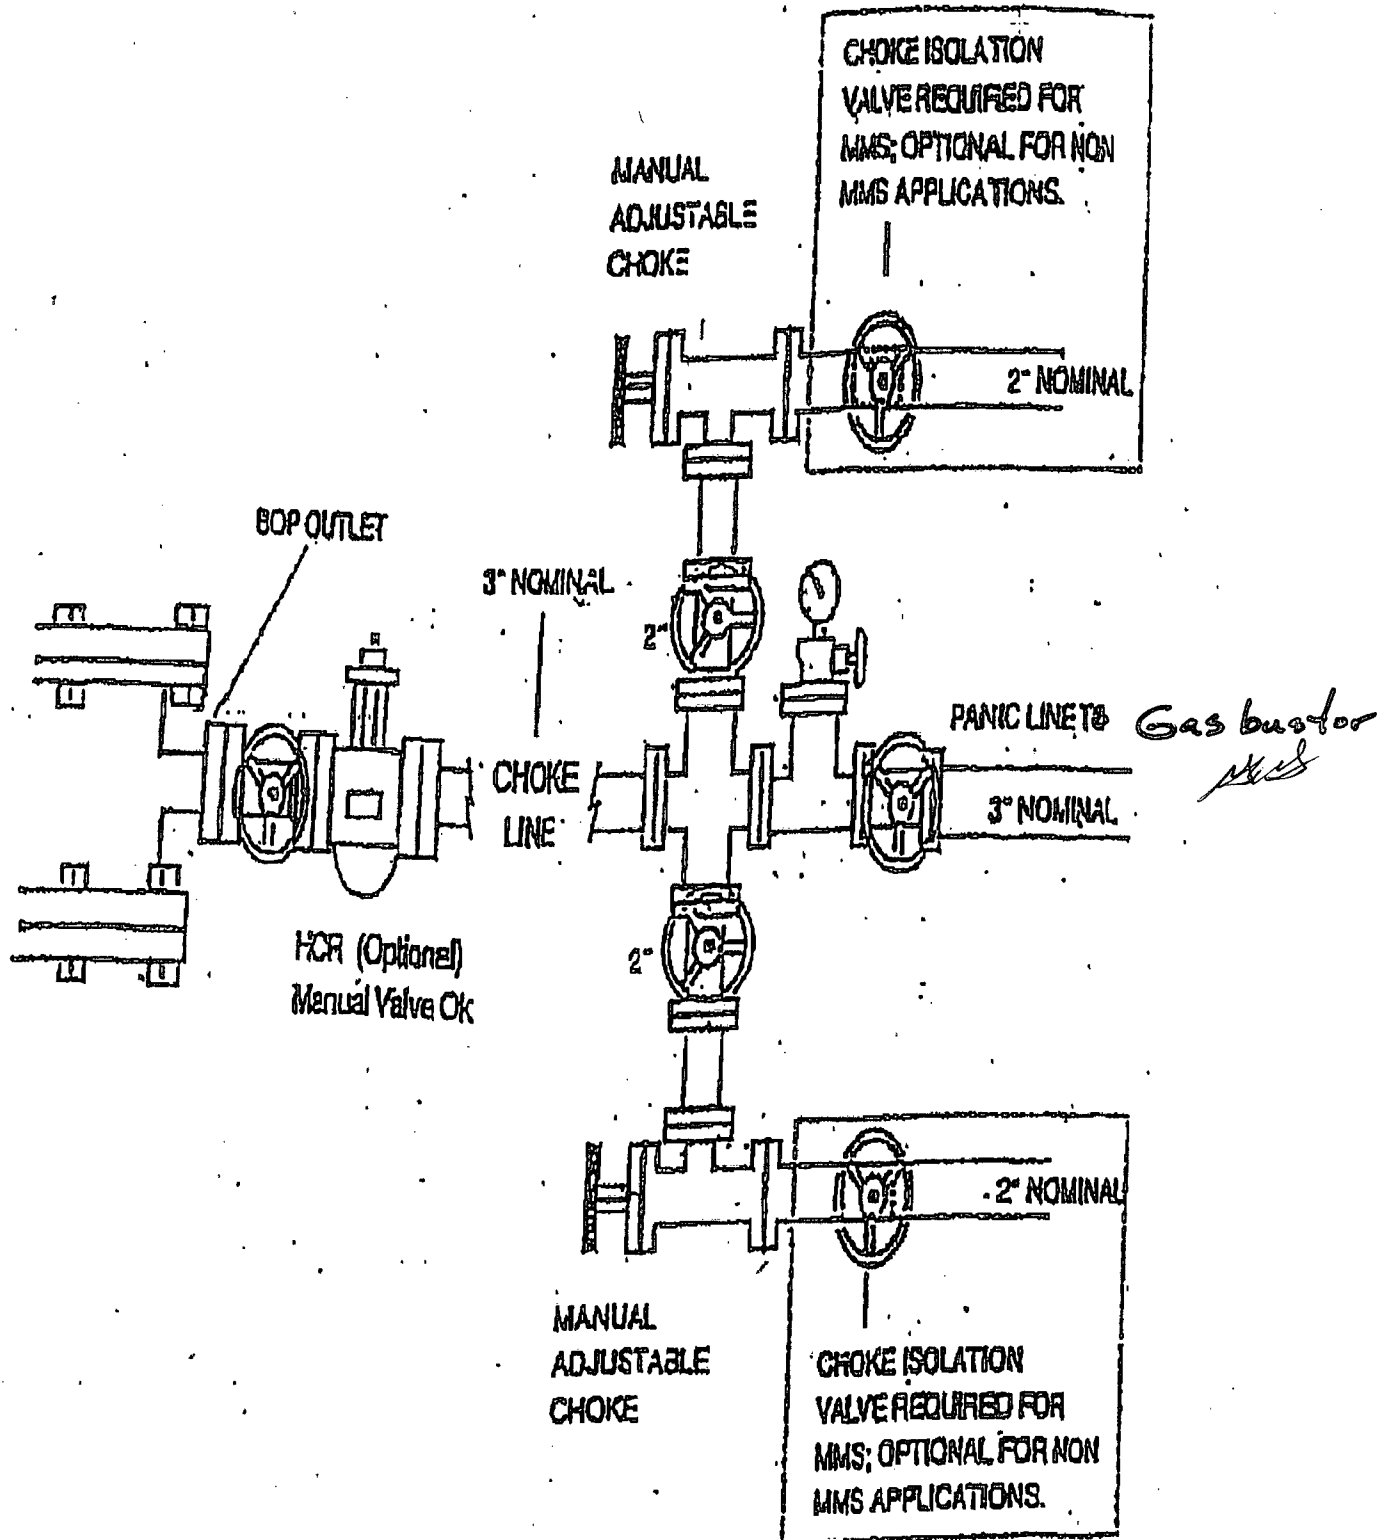 CHOKE ISOLATION
VALVE REQUIRED FOR
MMS; OPTIONAL FOR NON
MMS APPLICATIONS.
MANUAL
ADJUSTABLE
CHOKE
2" NOMINAL
BOP OUTLET
3" NOMINAL
2"
PANIC LINE TO Gas bustor
CHOKE
LINE
3" NOMINAL
2"
HCR (Optional)
Manual Valve Ok
2" NOMINAL
MANUAL
ADJUSTABLE
CHOKE
CHOKE ISOLATION
VALVE REQUIRED FOR
MMS; OPTIONAL FOR NON
MMS APPLICATIONS.